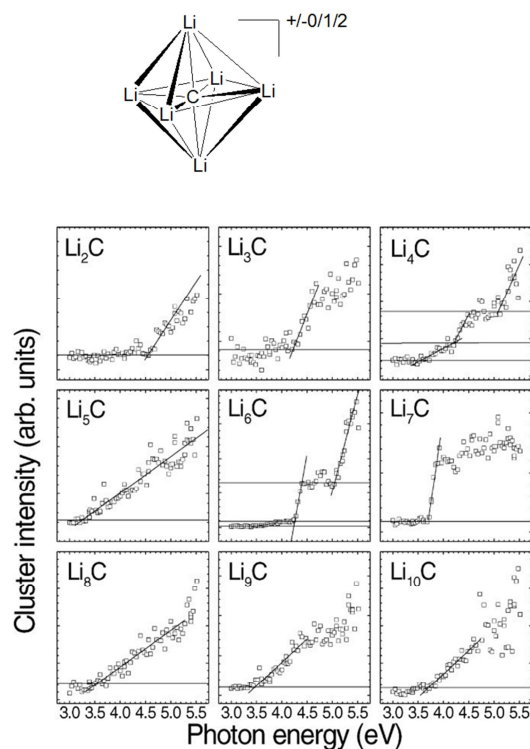 Li
+/-0/1/2
Li
Li
C
Li
Li
Li
Li₂C
Li₃C
Li₄C
Li₅C
Li₆C
Li₇C
Li₈C
Li₉C
Li₁₀C
Cluster intensity (arb. units)
3.0 3.5 4.0 4.5 5.0 5.5
3.0 3.5 4.0 4.5 5.0 5.5
3.0 3.5 4.0 4.5 5.0 5.5
Photon energy (eV)